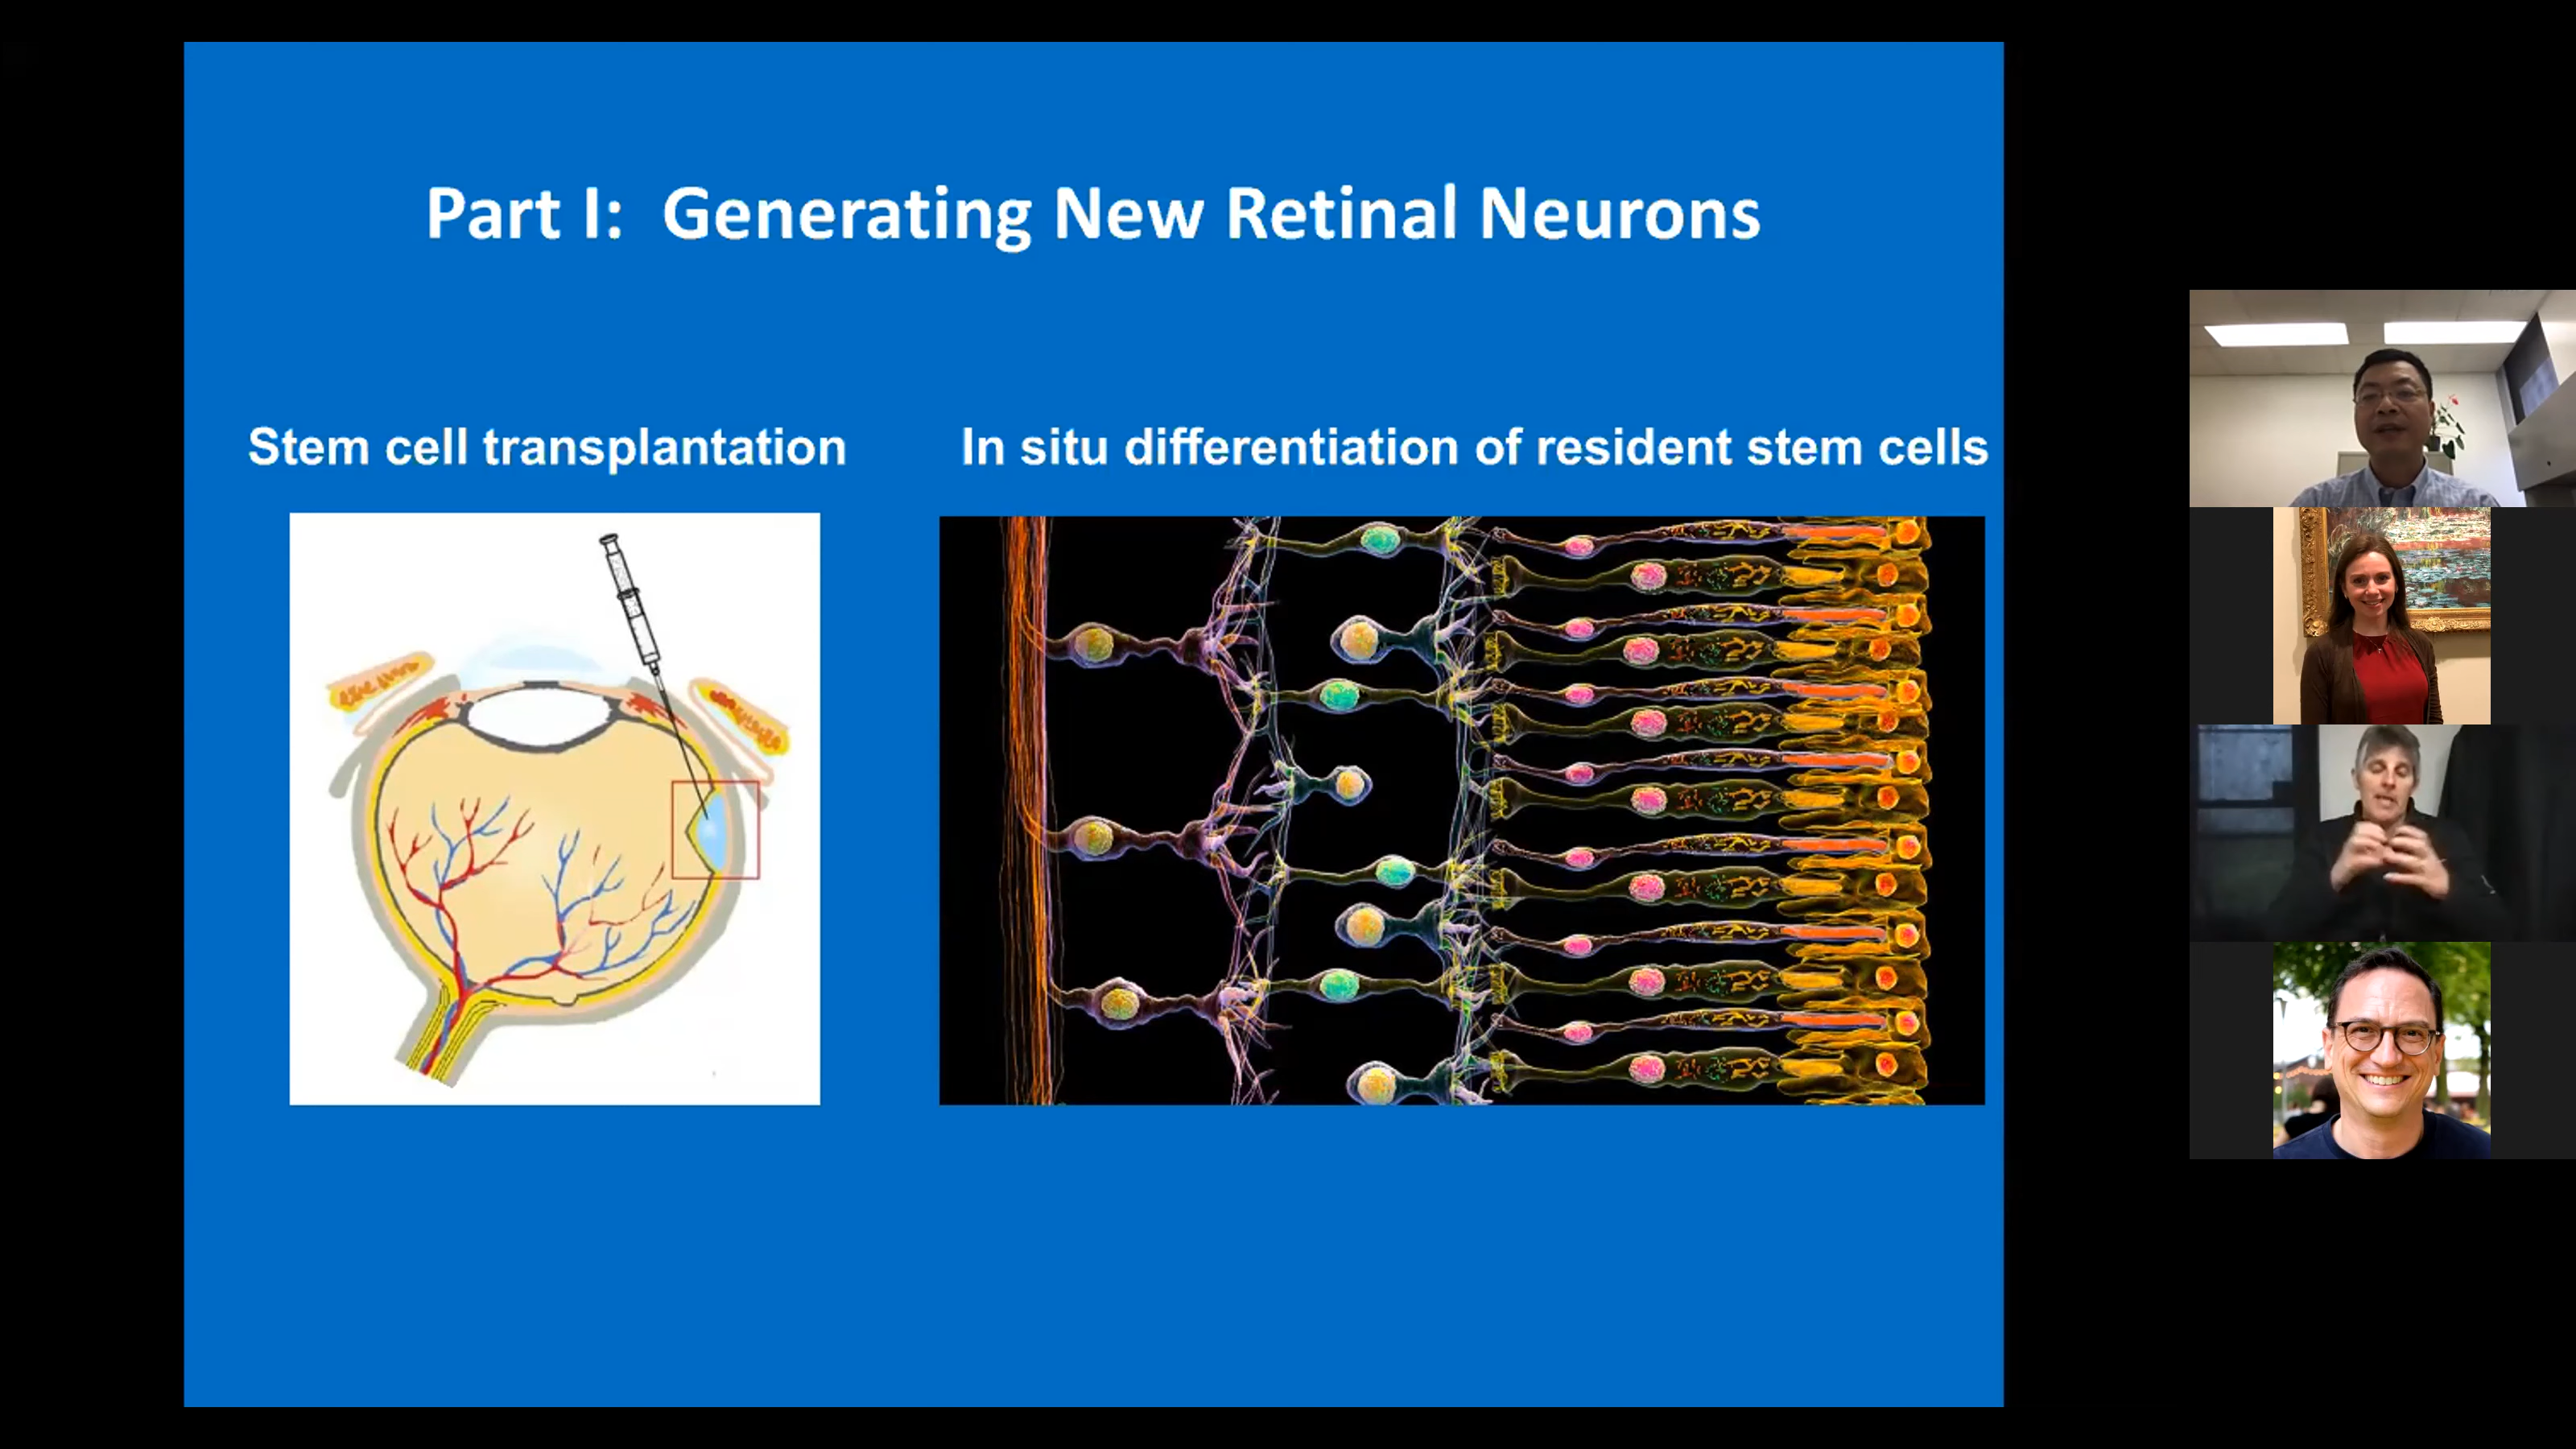 Part I:  Generating New Retinal Neurons
Stem cell transplantation
In situ differentiation of resident stem cells